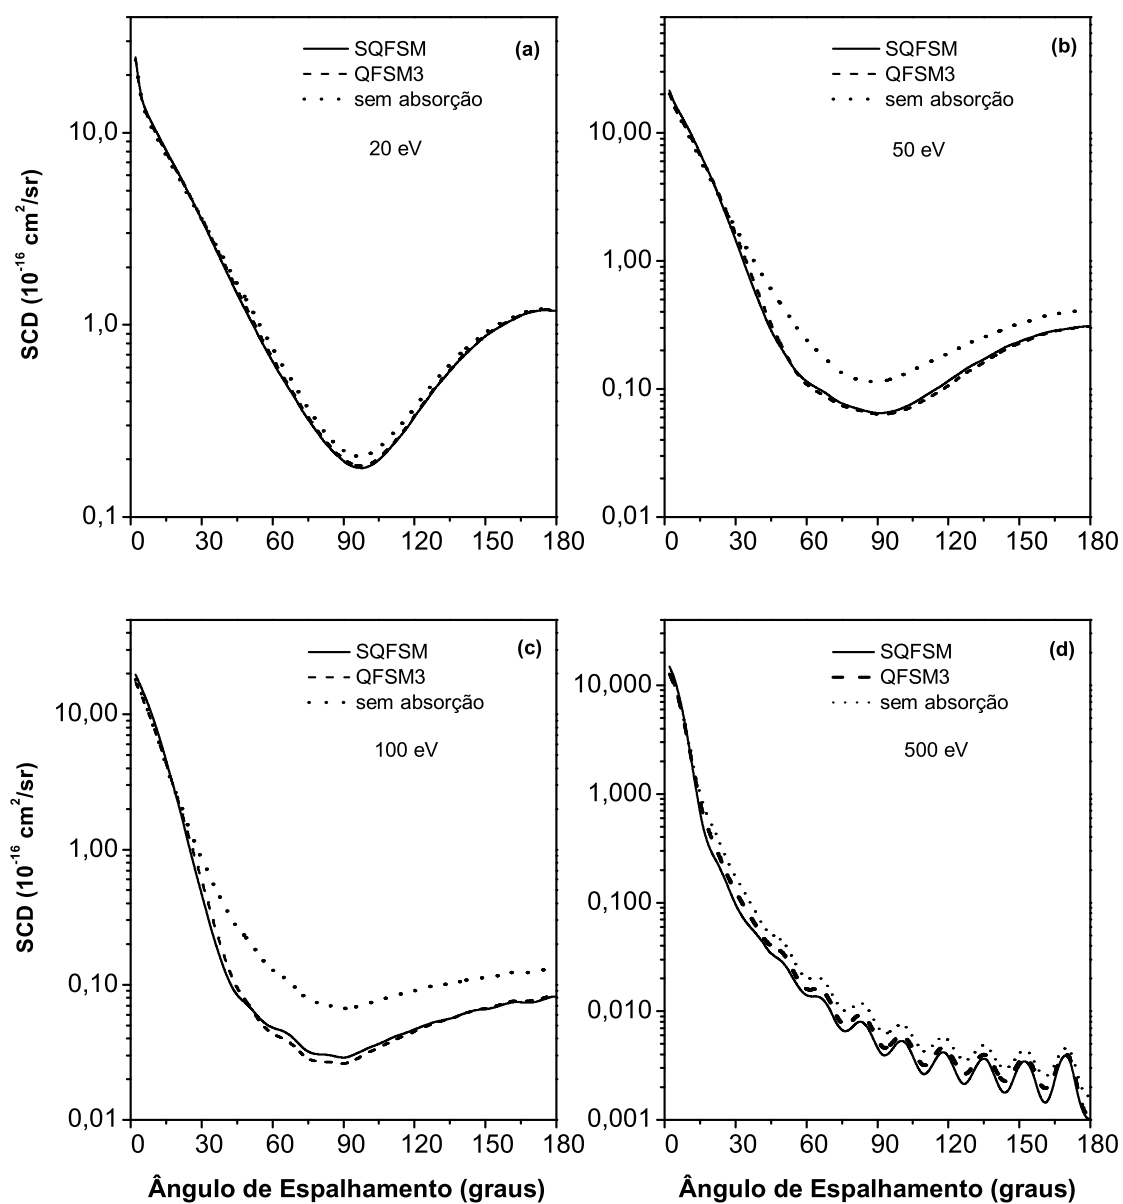 SQFSM
(a)
QFSM3
sem absorção
20 eV
10,0
1,0
0,1
SCD (10⁻¹⁶ cm²/sr)
0 30 60 90 120 150 180
SQFSM
(b)
QFSM3
sem absorção
50 eV
10,00
1,00
0,10
0,01
0 30 60 90 120 150 180
SQFSM
(c)
QFSM3
sem absorção
100 eV
10,00
1,00
0,10
0,01
SCD (10⁻¹⁶ cm²/sr)
0 30 60 90 120 150 180
Ângulo de Espalhamento (graus)
SQFSM
(d)
QFSM3
sem absorção
500 eV
10,000
1,000
0,100
0,010
0,001
0 30 60 90 120 150 180
Ângulo de Espalhamento (graus)